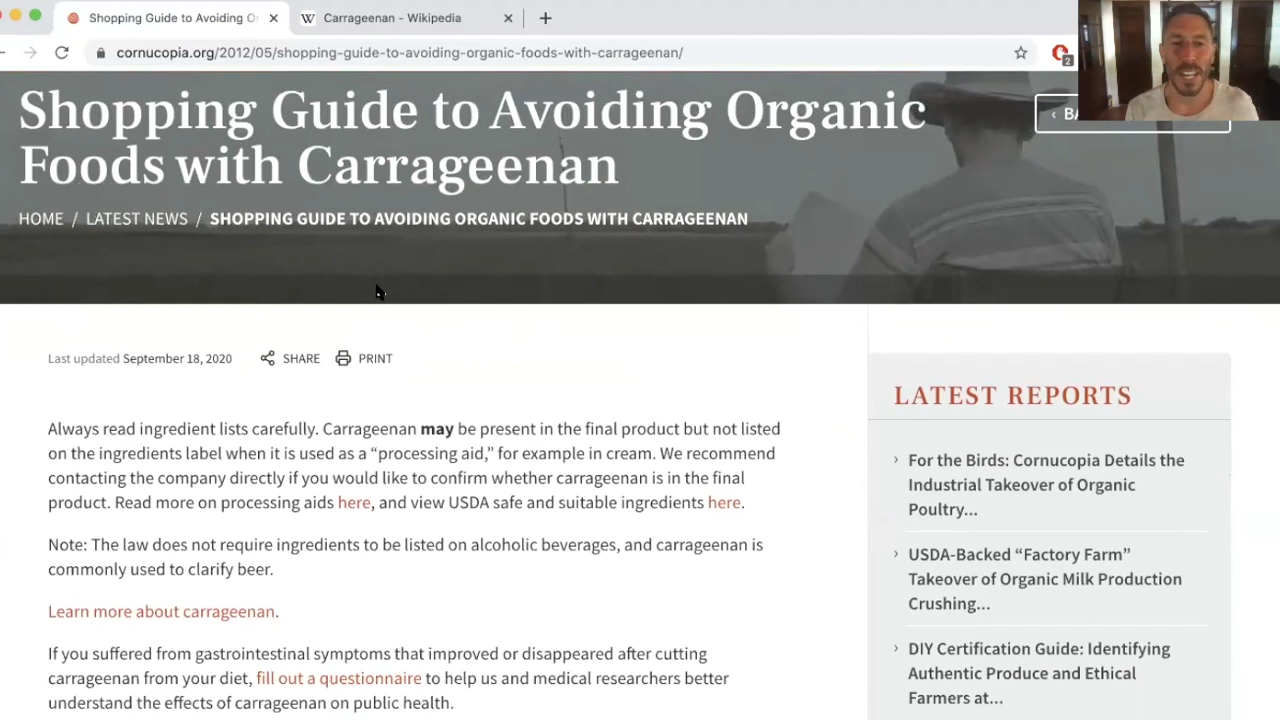 Shopping Guide to Avoiding O
Carrageenan - Wikipedia
cornucopia.org/2012/05/shopping-guide-to-avoiding-organic-foods-with-carrageenan/
2
Shopping Guide to Avoiding Organic
Foods with Carrageenan
‹ BA
HOME / LATEST NEWS / SHOPPING GUIDE TO AVOIDING ORGANIC FOODS WITH CARRAGEENAN
Last updated September 18, 2020
SHARE
PRINT
Always read ingredient lists carefully. Carrageenan may be present in the final product but not listed
on the ingredients label when it is used as a “processing aid,” for example in cream. We recommend
contacting the company directly if you would like to confirm whether carrageenan is in the final
product. Read more on processing aids here, and view USDA safe and suitable ingredients here.
Note: The law does not require ingredients to be listed on alcoholic beverages, and carrageenan is
commonly used to clarify beer.
Learn more about carrageenan.
If you suffered from gastrointestinal symptoms that improved or disappeared after cutting
carrageenan from your diet, fill out a questionnaire to help us and medical researchers better
understand the effects of carrageenan on public health.
LATEST REPORTS
› For the Birds: Cornucopia Details the
Industrial Takeover of Organic
Poultry...
› USDA-Backed “Factory Farm”
Takeover of Organic Milk Production
Crushing...
› DIY Certification Guide: Identifying
Authentic Produce and Ethical
Farmers at...